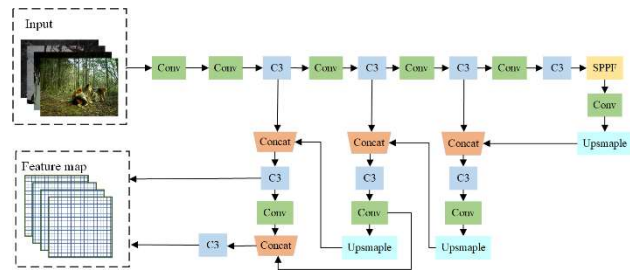 Input
Conv
Conv
C3
Conv
C3
Conv
C3
Conv
C3
SPPF
Conv
Concat
Concat
Concat
Upsmaple
Feature map
C3
C3
C3
Conv
Conv
Conv
C3
Concat
Upsmaple
Upsmaple